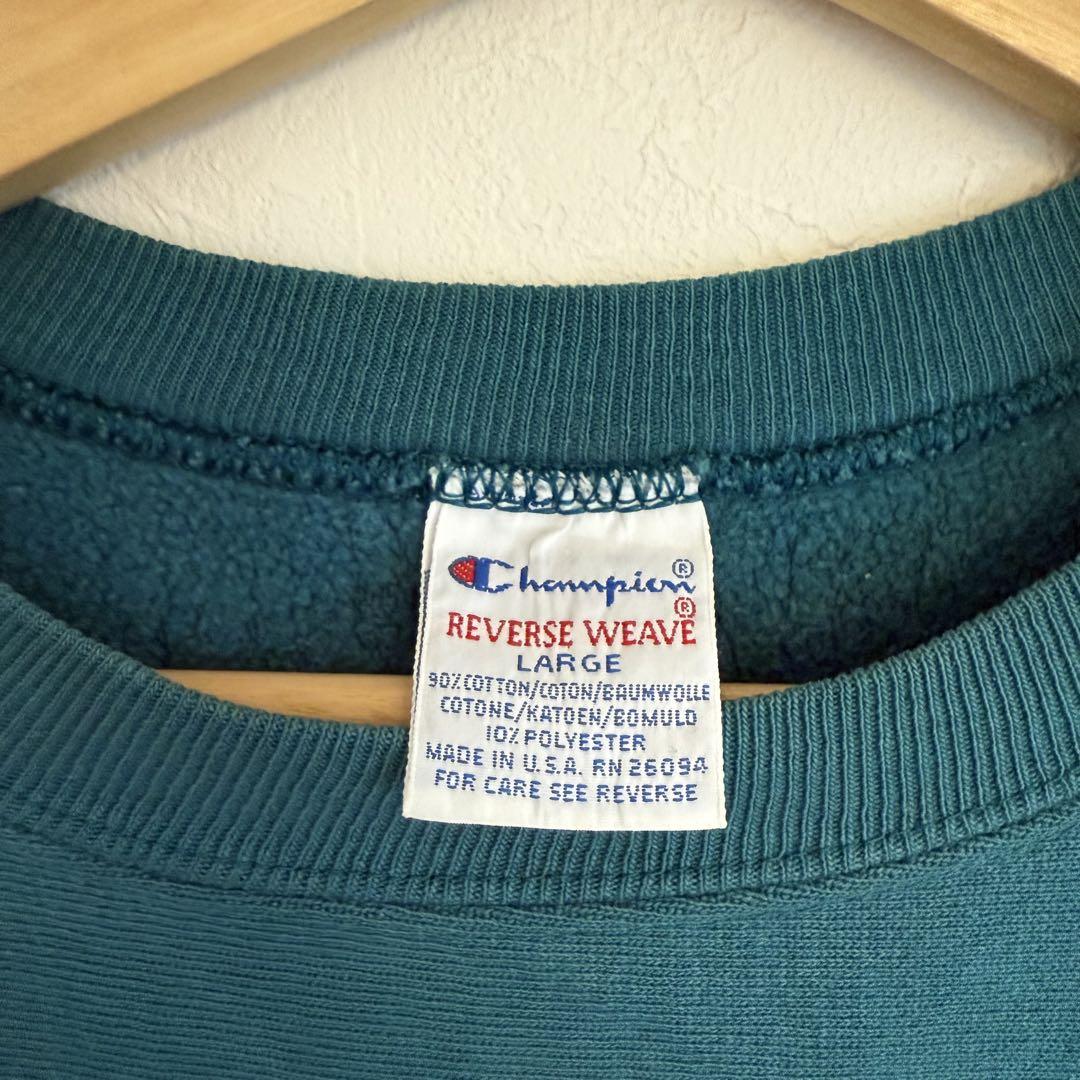 Champion®
REVERSE WEAVE®
LARGE
90% COTTON/COTON/BAUMWOLLE
COTONE/KATOEN/BOMULD
10% POLYESTER
MADE IN U.S.A. RN 26094
FOR CARE SEE REVERSE